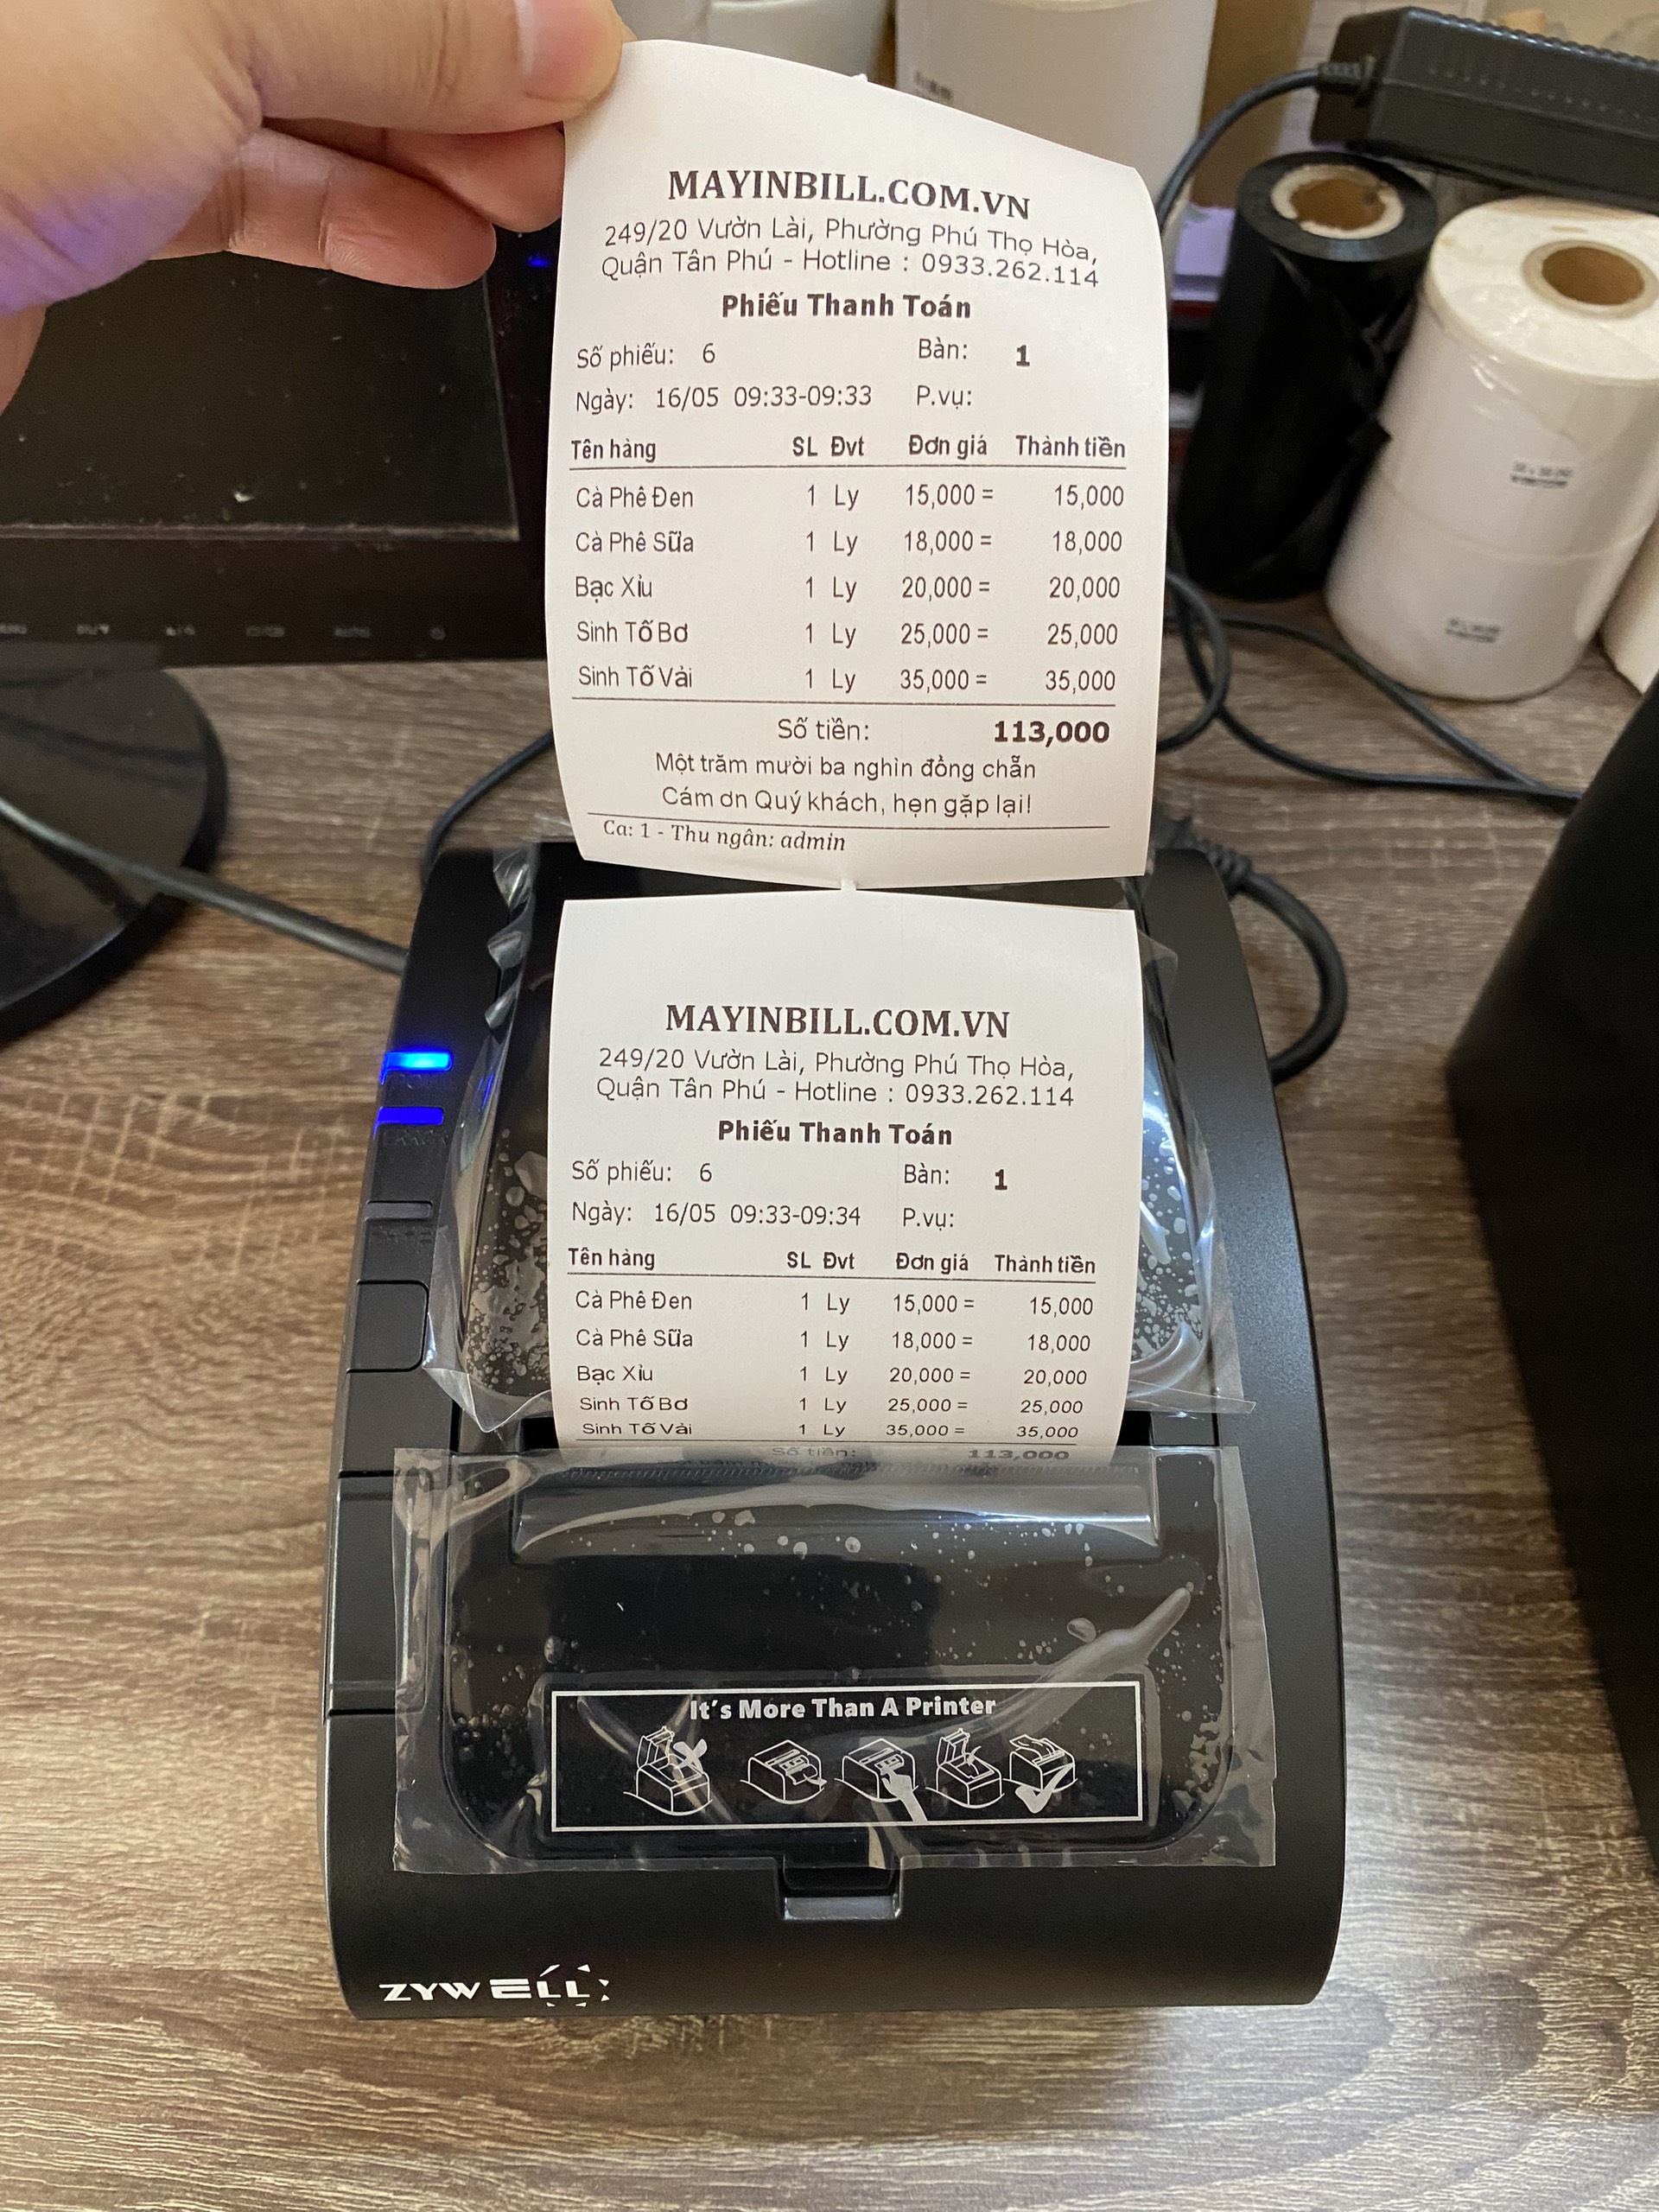 MAYINBILL.COM.VN
249/20 Vườn Lài, Phường Phú Thọ Hòa,
Quận Tân Phú - Hotline : 0933.262.114
Phiếu Thanh Toán
Số phiếu: 6 Bàn: 1
Ngày: 16/05 09:33-09:33 P.vụ:
Tên hàng SL Đvt Đơn giá Thành tiền
Cà Phê Đen 1 Ly 15,000 = 15,000
Cà Phê Sữa 1 Ly 18,000 = 18,000
Bạc Xỉu 1 Ly 20,000 = 20,000
Sinh Tố Bơ 1 Ly 25,000 = 25,000
Sinh Tố Vải 1 Ly 35,000 = 35,000
Số tiền: 113,000
Một trăm mười ba nghìn đồng chẵn
Cám ơn Quý khách, hẹn gặp lại!
Ca: 1 - Thu ngân: admin
MAYINBILL.COM.VN
249/20 Vườn Lài, Phường Phú Thọ Hòa,
Quận Tân Phú - Hotline : 0933.262.114
Phiếu Thanh Toán
Số phiếu: 6 Bàn: 1
Ngày: 16/05 09:33-09:34 P.vụ:
Tên hàng SL Đvt Đơn giá Thành tiền
Cà Phê Đen 1 Ly 15,000 = 15,000
Cà Phê Sữa 1 Ly 18,000 = 18,000
Bạc Xỉu 1 Ly 20,000 = 20,000
Sinh Tố Bơ 1 Ly 25,000 = 25,000
Sinh Tố Vải 1 Ly 35,000 = 35,000
Số tiền: 113,000
It's More Than A Printer
ZYWELL